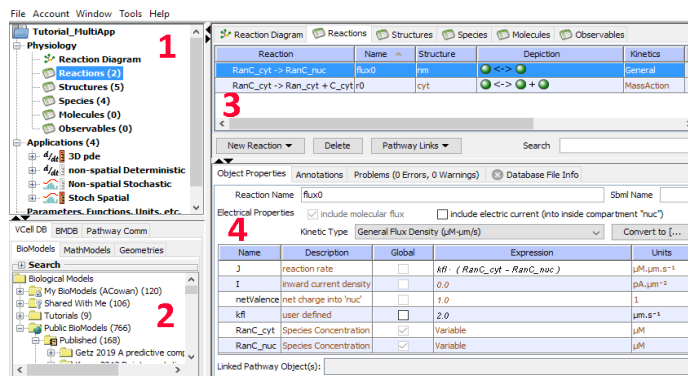 File Account Window Tools Help
Tutorial_MultiApp
Physiology
Reaction Diagram
Reactions (2)
Structures (5)
Species (4)
Molecules (0)
Observables (0)
Applications (4)
d/dt 3D pde
d/dt non-spatial Deterministic
Non-spatial Stochastic
Stoch Spatial
Parameters, Functions, Units, etc.
1
VCell DB BMDB Pathway Comm
BioModels MathModels Geometries
Search
Biological Models
My BioModels (ACowan) (120)
Shared With Me (106)
Tutorials (9)
Public BioModels (766)
Published (168)
Getz 2019 A predictive comp
2
Reaction Diagram Reactions Structures Species Molecules Observables
Reaction Name Structure Depiction Kinetics
RanC_cyt -> RanC_nuc flux0 nm <-> General
RanC_cyt -> Ran_cyt + C_cyt r0 cyt <-> + MassAction
3
New Reaction Delete Pathway Links Search
Object Properties Annotations Problems (0 Errors, 0 Warnings) Database File Info
Reaction Name flux0 Sbml Name
Electrical Properties include molecular flux include electric current (into inside compartment "nuc")
4
Kinetic Type General Flux Density (µM-µm/s) Convert to [...
Name Description Global Expression Units
J reaction rate kfl · ( RanC_cyt - RanC_nuc ) µM.µm.s⁻¹
I inward current density 0.0 pA.µm⁻²
netValence net charge into 'nuc' 1.0 1
kfl user defined 2.0 µm.s⁻¹
RanC_cyt Species Concentration Variable µM
RanC_nuc Species Concentration Variable µM
Linked Pathway Object(s):